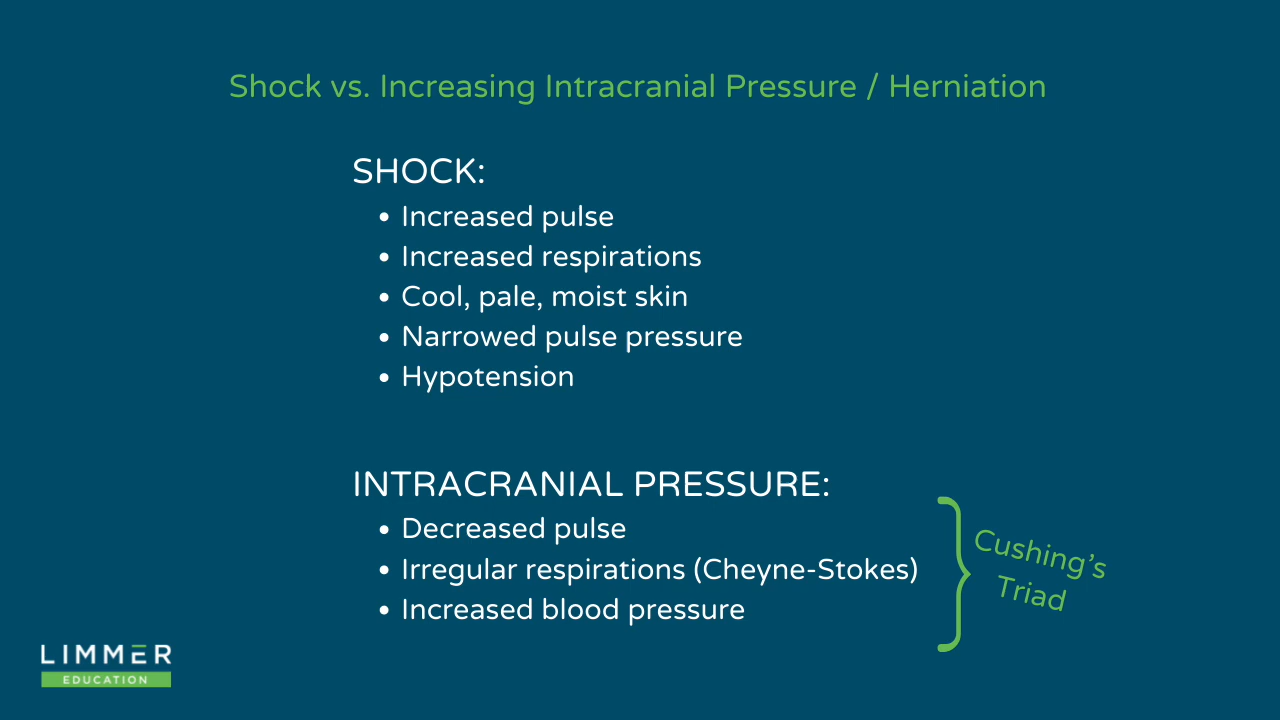 Shock vs. Increasing Intracranial Pressure / Herniation
SHOCK:
• Increased pulse
• Increased respirations
• Cool, pale, moist skin
• Narrowed pulse pressure
• Hypotension
INTRACRANIAL PRESSURE:
• Decreased pulse
• Irregular respirations (Cheyne-Stokes)
• Increased blood pressure
Cushing’s
Triad
LIMMER
EDUCATION